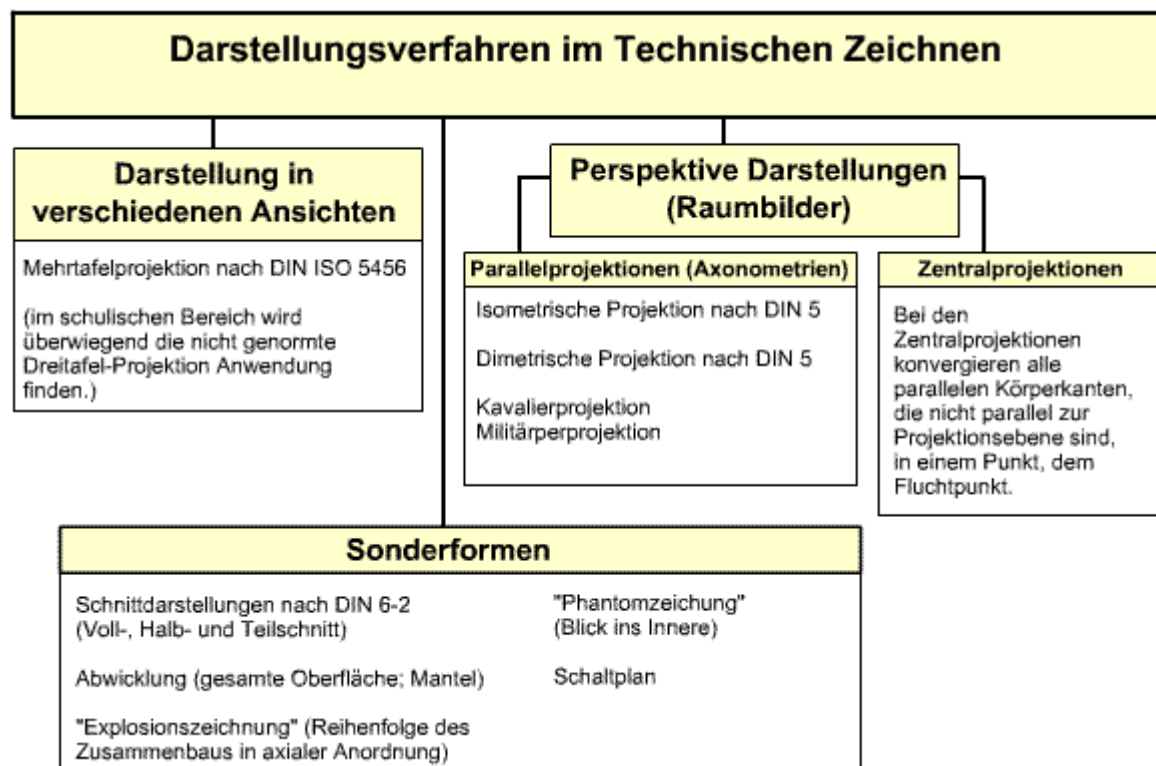 Darstellungsverfahren im Technischen Zeichnen
Darstellung in
verschiedenen Ansichten
Mehrtafelprojektion nach DIN ISO 5456
(im schulischen Bereich wird
überwiegend die nicht genormte
Dreitafel-Projektion Anwendung
finden.)
Perspektive Darstellungen
(Raumbilder)
Parallelprojektionen (Axonometrien)
Isometrische Projektion nach DIN 5
Dimetrische Projektion nach DIN 5
Kavalierprojektion
Militärperprojektion
Zentralprojektionen
Bei den
Zentralprojektionen
konvergieren alle
parallelen Körperkanten,
die nicht parallel zur
Projektionsebene sind,
in einem Punkt, dem
Fluchtpunkt.
Sonderformen
Schnittdarstellungen nach DIN 6-2
(Voll-, Halb- und Teilschnitt)
Abwicklung (gesamte Oberfläche; Mantel)
"Explosionszeichnung" (Reihenfolge des
Zusammenbaus in axialer Anordnung)
"Phantomzeichung"
(Blick ins Innere)
Schaltplan